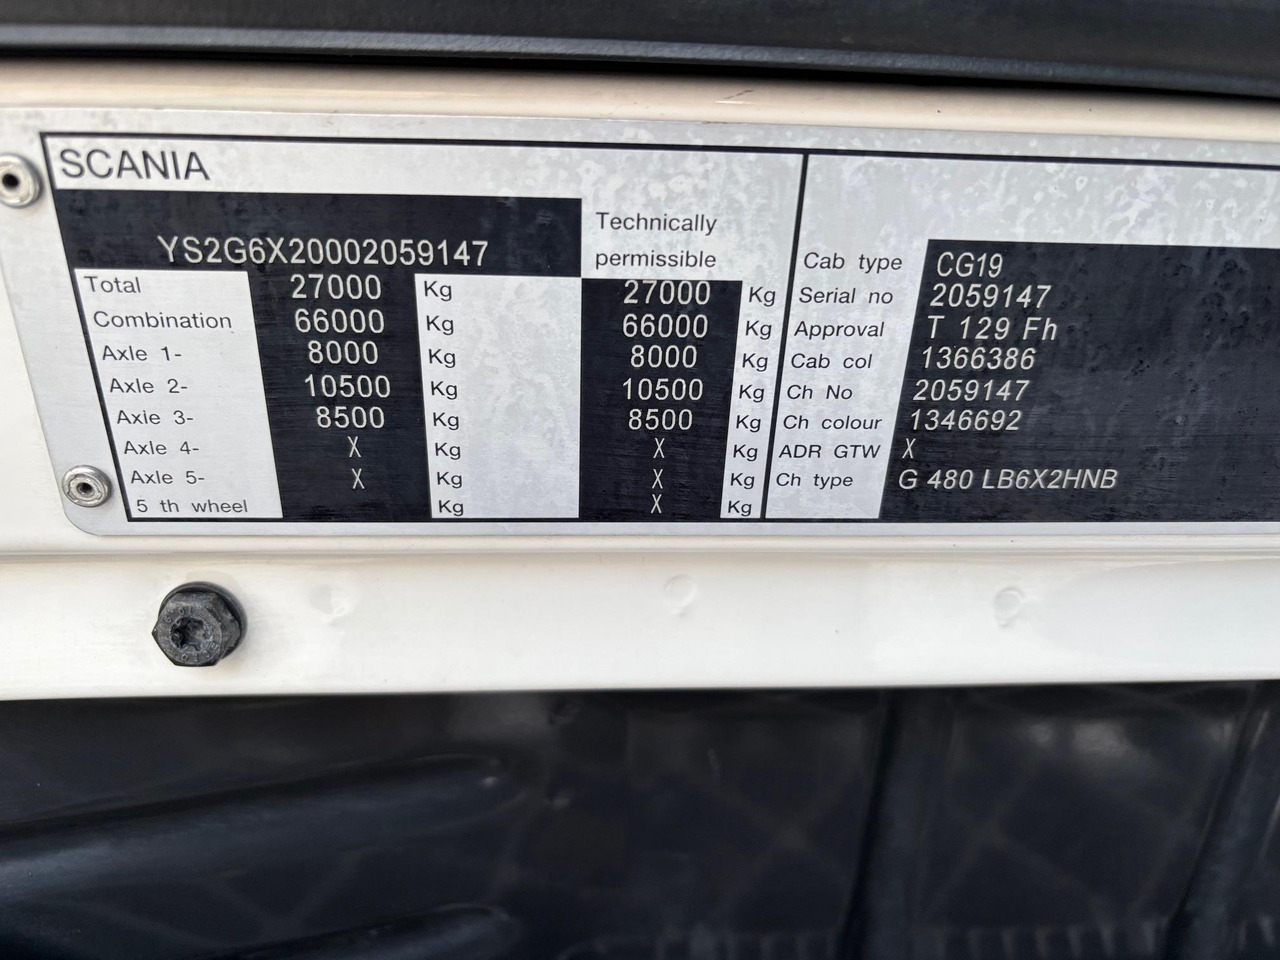 SCANIA
YS2G6X20002059147
Technically
permissible
Total 27000 Kg 27000 Kg
Combination 66000 Kg 66000 Kg
Axle 1- 8000 Kg 8000 Kg
Axle 2- 10500 Kg 10500 Kg
Axle 3- 8500 Kg 8500 Kg
Axle 4- X Kg X Kg
Axle 5- X Kg X Kg
5 th wheel Kg X Kg
Cab type CG19
Serial no 2059147
Approval T 129 Fh
Cab col 1366386
Ch No 2059147
Ch colour 1346692
ADR GTW X
Ch type G 480 LB6X2HNB